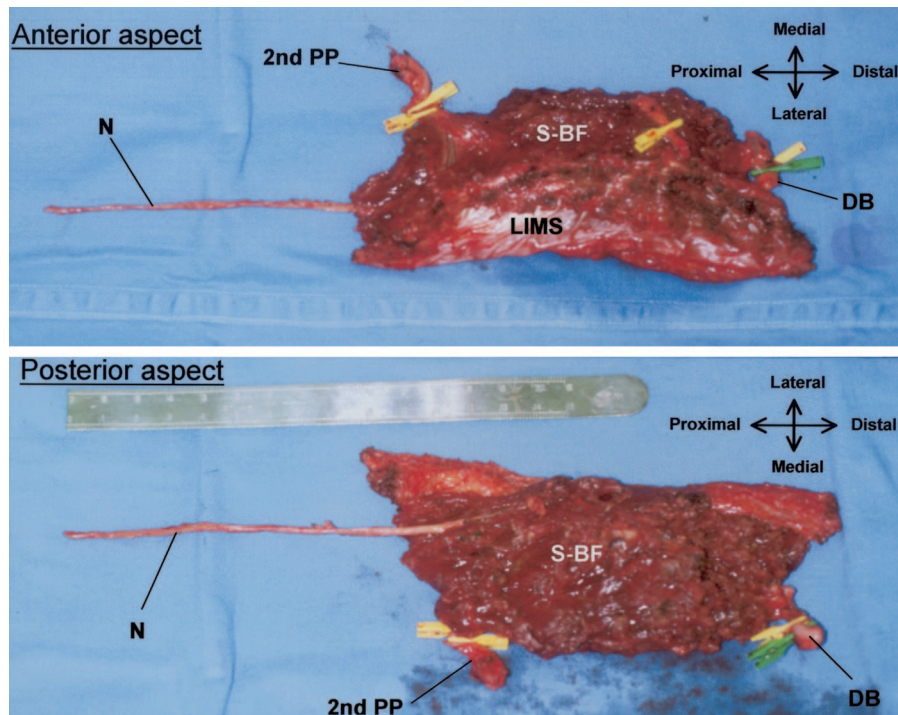 Anterior aspect
2nd PP
Medial
Proximal
Distal
Lateral
N
S-BF
DB
LIMS
Posterior aspect
Lateral
Proximal
Distal
Medial
S-BF
N
2nd PP
DB